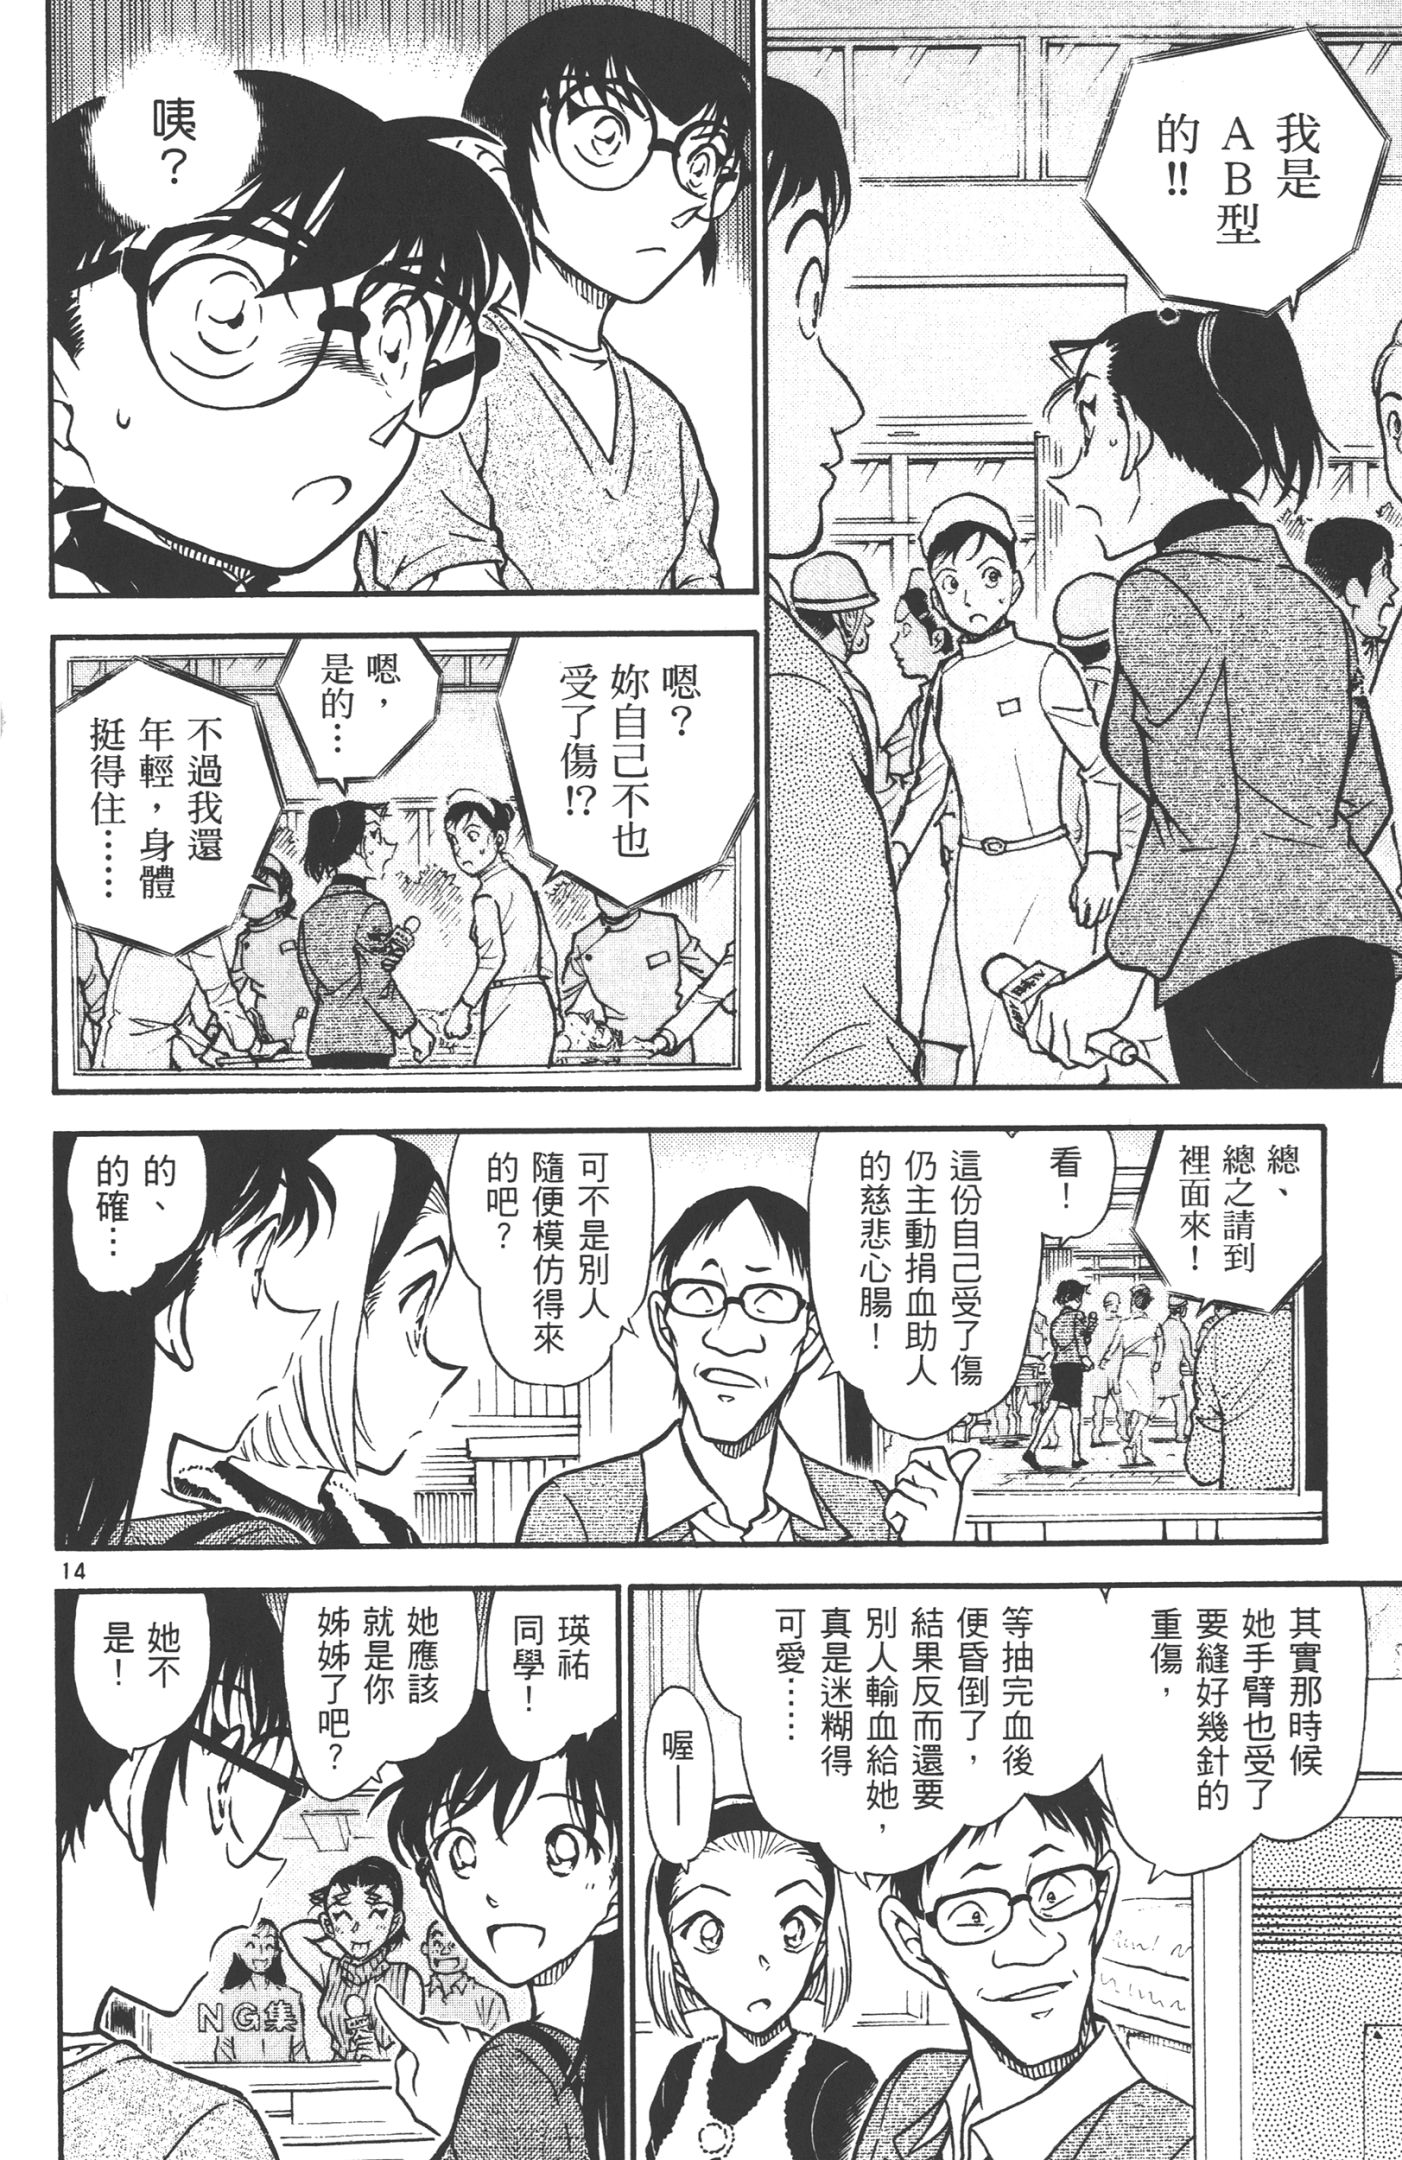 我是
AB型
的!!
咦？
嗯？
妳自己不也
受了傷!?
嗯，
是的…
不過我還
年輕，身體
挺得住……
總、
總之請到
裡面來！
看！
這份自己受了傷
仍主動捐血助人
的慈悲心腸！
可不是別人
隨便模仿得來
的吧？
的、
的確…
14
其實那時候
她手臂也受了
要縫好幾針的
重傷，
等抽完血後
便昏倒了，
結果反而還要
別人輸血給她，
真是迷糊得
可愛……
喔——
瑛祐
同學！
她應該
就是你
姊姊了吧？
NG集
她不
是！